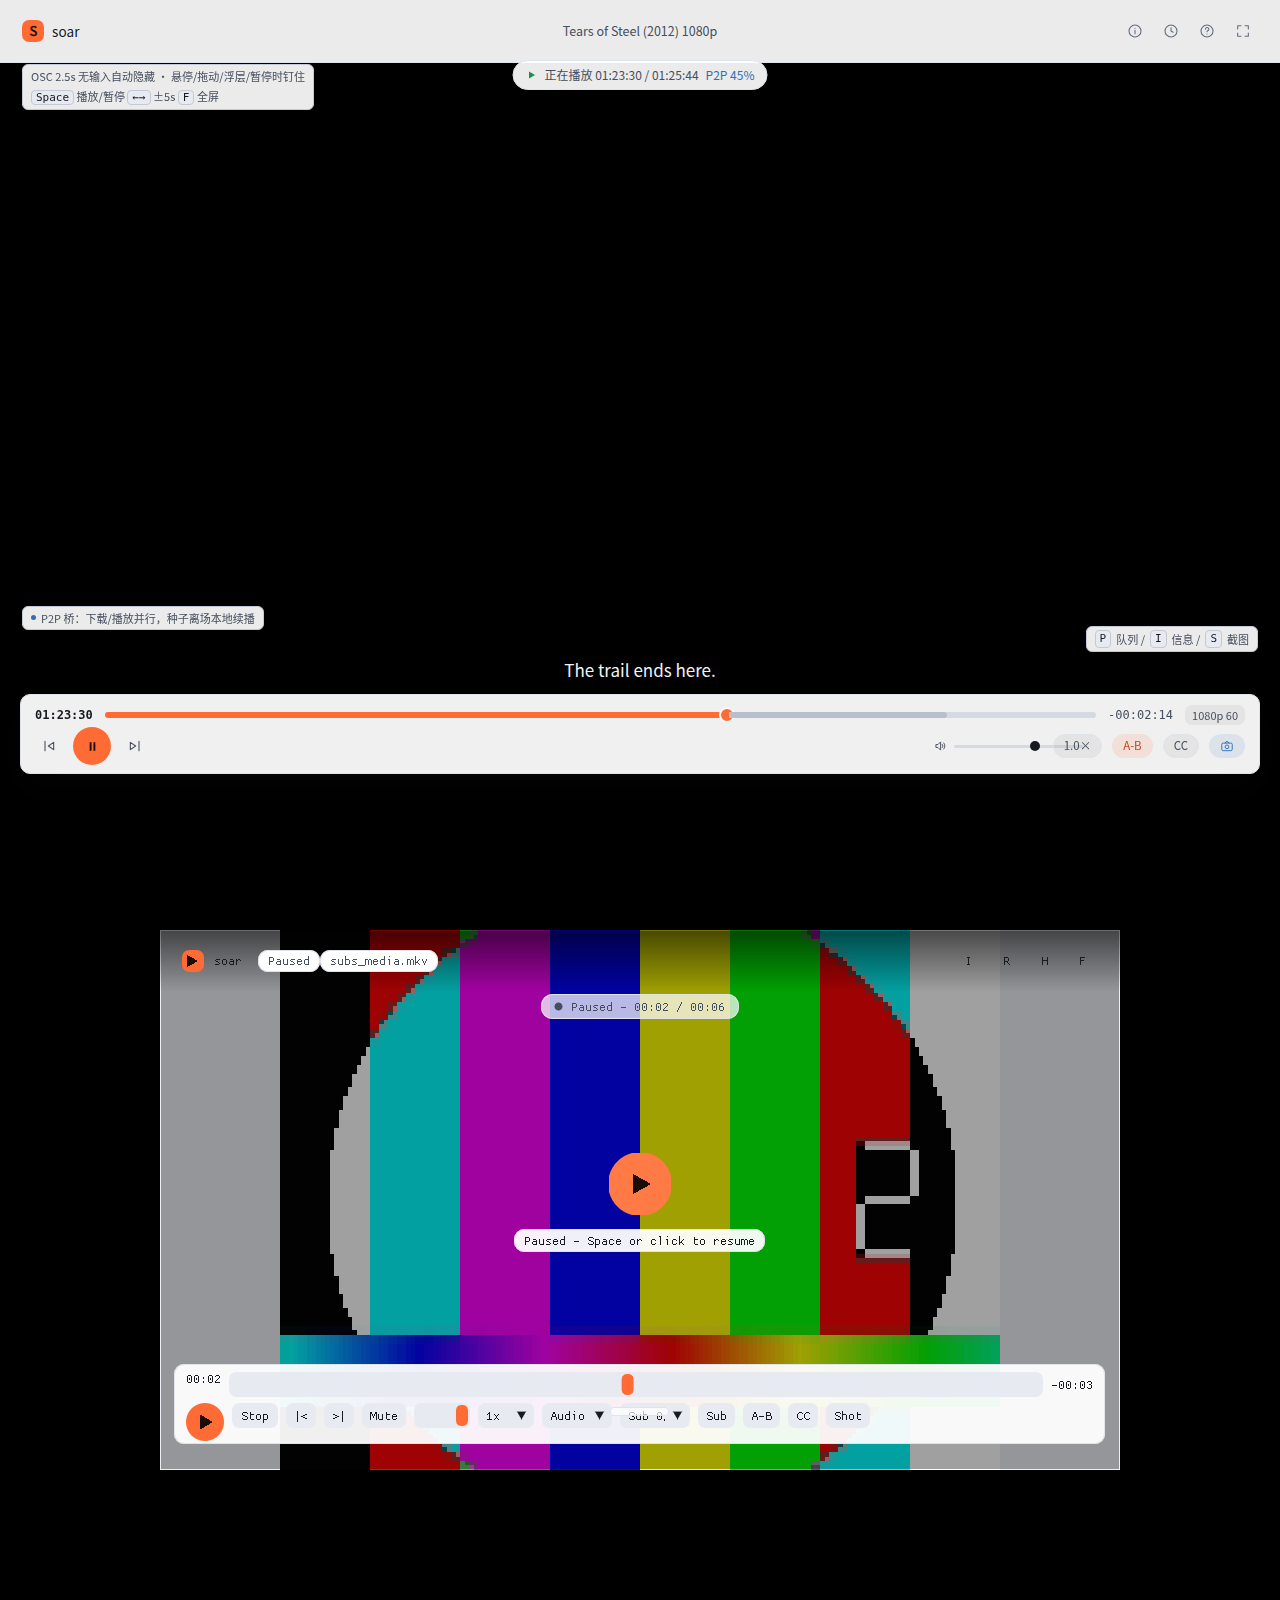 S soar
Tears of Steel (2012) 1080p
OSC 2.5s 无输入自动隐藏 · 悬停/拖动/浮层/暂停时钉住
Space 播放/暂停 ←→ ±5s F 全屏
正在播放 01:23:30 / 01:25:44 P2P 45%
P2P 桥：下载/播放并行，种子离场本地续播
P 队列 / I 信息 / S 截图
The trail ends here.
01:23:30 -00:02:14 1080p 60
1.0× A-B CC
soar Paused subs_media.mkv I R H F
Paused - 00:02 / 00:06
Paused - Space or click to resume
00:02 -00:03
Stop |< >| Mute 1x ▼ Audio ▼ Sub ▼ Sub A-B CC Shot